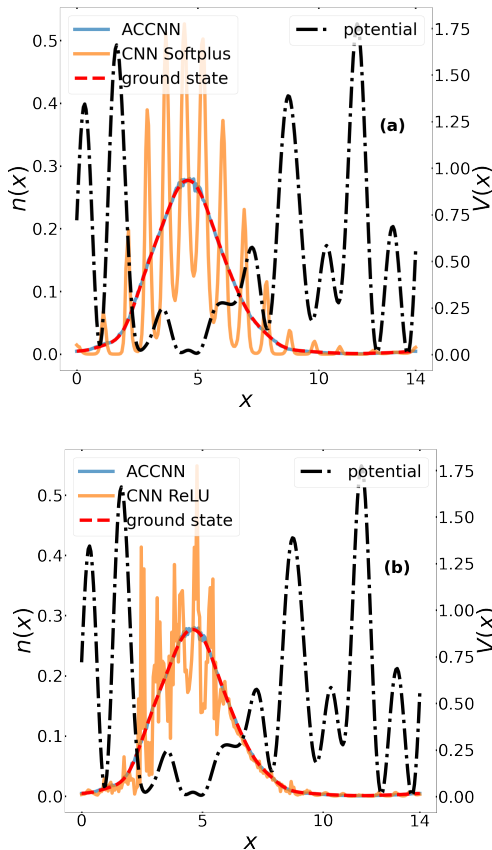 ACCNN
CNN Softplus
ground state
potential
(a)
n(x)
V(x)
0.5
0.4
0.3
0.2
0.1
0.0
1.75
1.50
1.25
1.00
0.75
0.50
0.25
0.00
0
5
10
14
x
ACCNN
CNN ReLU
ground state
potential
(b)
n(x)
V(x)
0.5
0.4
0.3
0.2
0.1
0.0
1.75
1.50
1.25
1.00
0.75
0.50
0.25
0.00
0
5
10
14
x